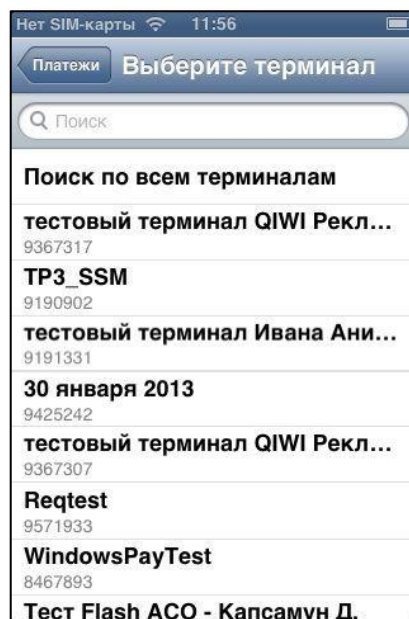 Нет SIM-карты 11:56
Платежи Выберите терминал
Поиск
Поиск по всем терминалам
тестовый терминал QIWI Рекл...
9367317
TP3_SSM
9190902
тестовый терминал Ивана Ани...
9191331
30 января 2013
9425242
тестовый терминал QIWI Рекл...
9367307
Reqtest
9571933
WindowsPayTest
8467893
Тест Flash АСО - Капсамун Д.